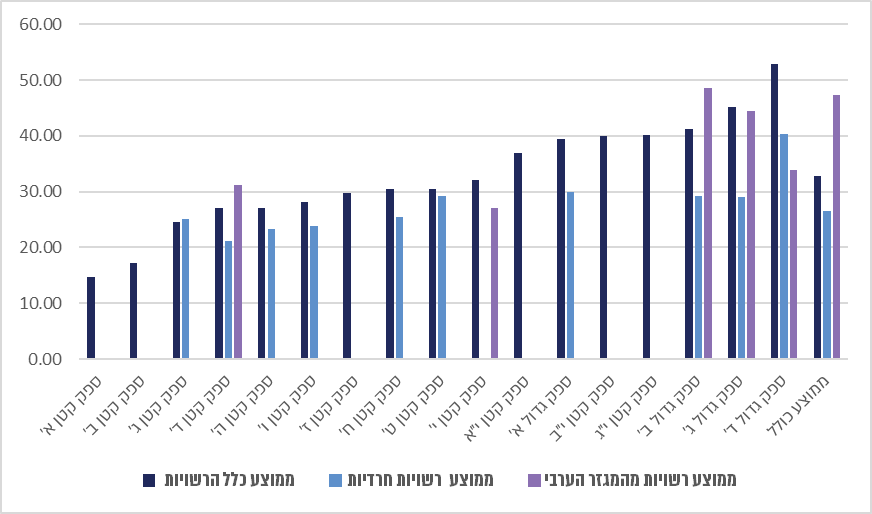 60.00
50.00
40.00
30.00
20.00
10.00
0.00
ספק קטן א'
ספק קטן ב'
ספק קטן ג'
ספק קטן ד'
ספק קטן ה'
ספק קטן ו'
ספק קטן ז'
ספק קטן ח'
ספק קטן ט'
ספק קטן י'
ספק קטן י"א
ספק גדול א'
ספק קטן י"ב
ספק קטן י"ג
ספק גדול ב'
ספק גדול ג'
ספק גדול ד'
ממוצע כולל
ממוצע כלל הרשויות
ממוצע רשויות חרדיות
ממוצע רשויות מהמגזר הערבי